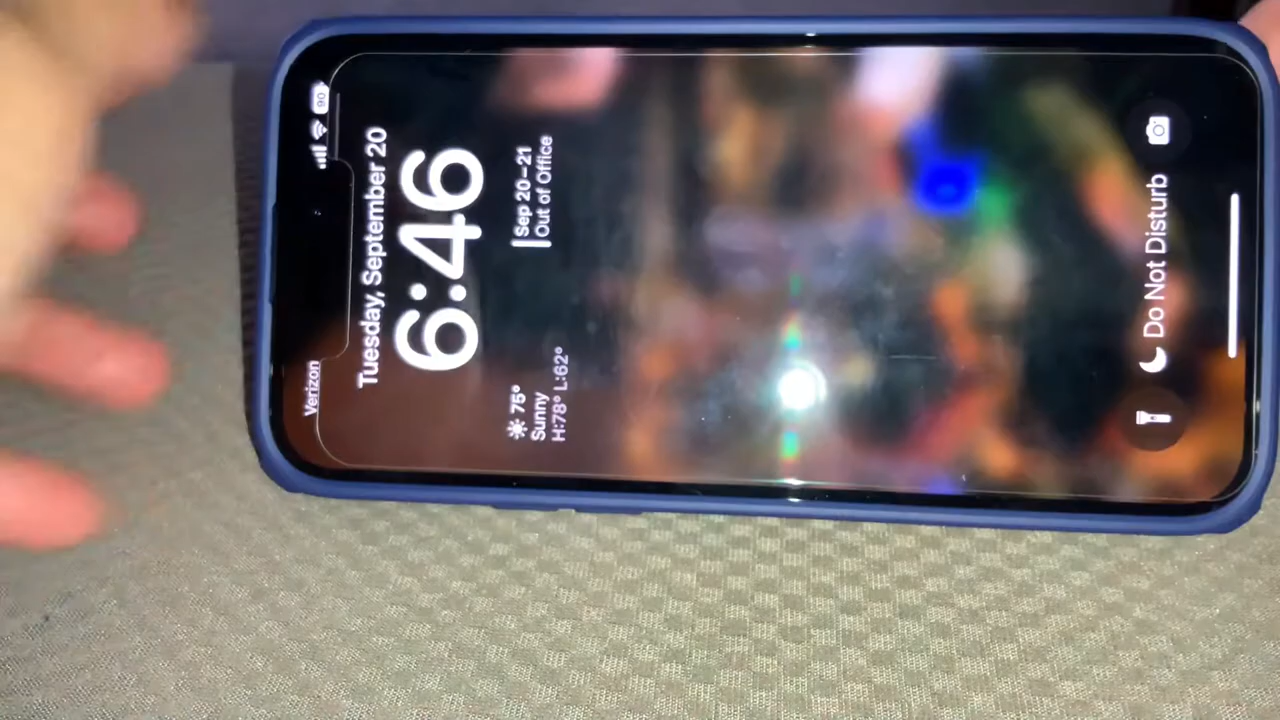 Verizon
90
Tuesday, September 20
6:46
75°
Sunny
H:78° L:62°
Sep 20–21
Out of Office
Do Not Disturb